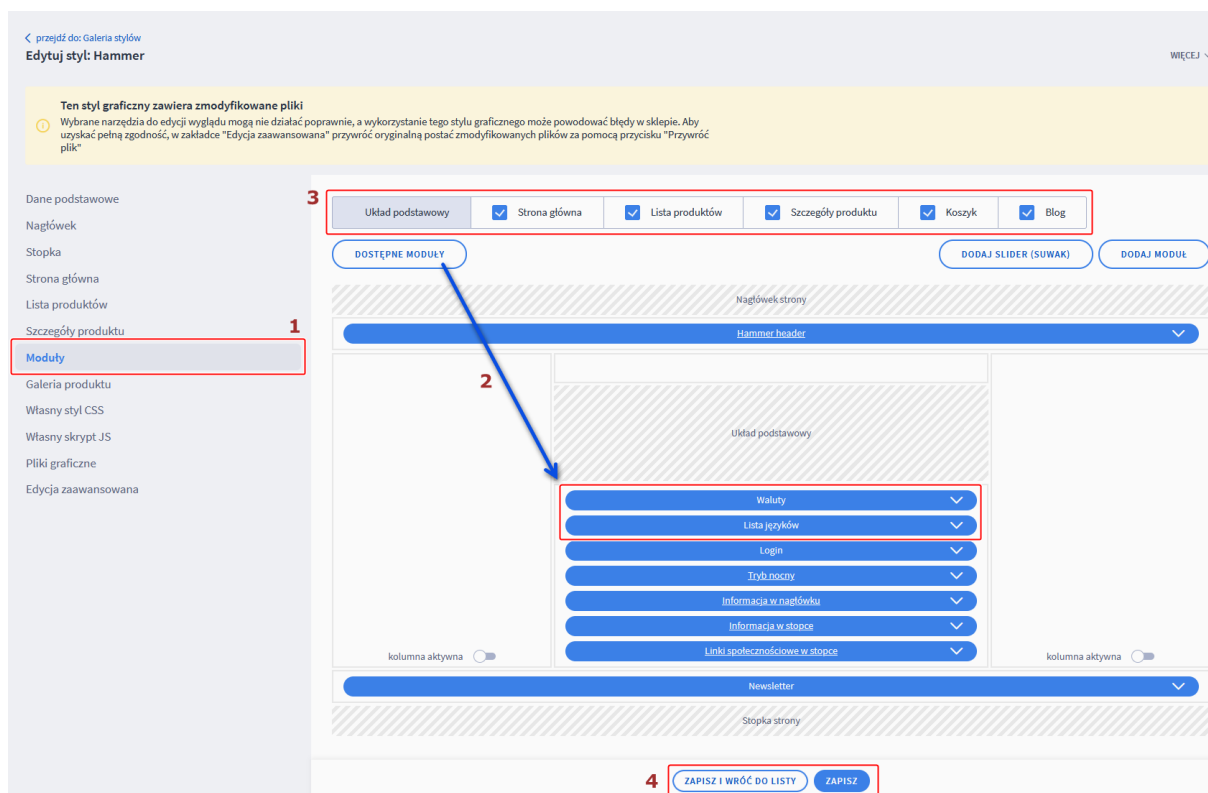 przejdź do: Galeria stylów
Edytuj styl: Hammer
WIĘCEJ
Ten styl graficzny zawiera zmodyfikowane pliki
Wybrane narzędzia do edycji wyglądu mogą nie działać poprawnie, a wykorzystanie tego stylu graficznego może powodować błędy w sklepie. Aby
uzyskać pełną zgodność, w zakładce "Edycja zaawansowana" przywróć oryginalną postać zmodyfikowanych plików za pomocą przycisku "Przywróć
plik"
Dane podstawowe
Nagłówek
Stopka
Strona główna
Lista produktów
Szczegóły produktu
1
Moduły
Galeria produktu
Własny styl CSS
Własny skrypt JS
Pliki graficzne
Edycja zaawansowana
3
Układ podstawowy Strona główna Lista produktów Szczegóły produktu Koszyk Blog
DOSTĘPNE MODUŁY DODAJ SLIDER (SUWAK) DODAJ MODUŁ
Nagłówek strony
Hammer header
2
Układ podstawowy
Waluty
Lista języków
Login
Tryb nocny
Informacja w nagłówku
Informacja w stopce
Linki społecznościowe w stopce
kolumna aktywna kolumna aktywna
Newsletter
Stopka strony
4 ZAPISZ I WRÓĆ DO LISTY ZAPISZ